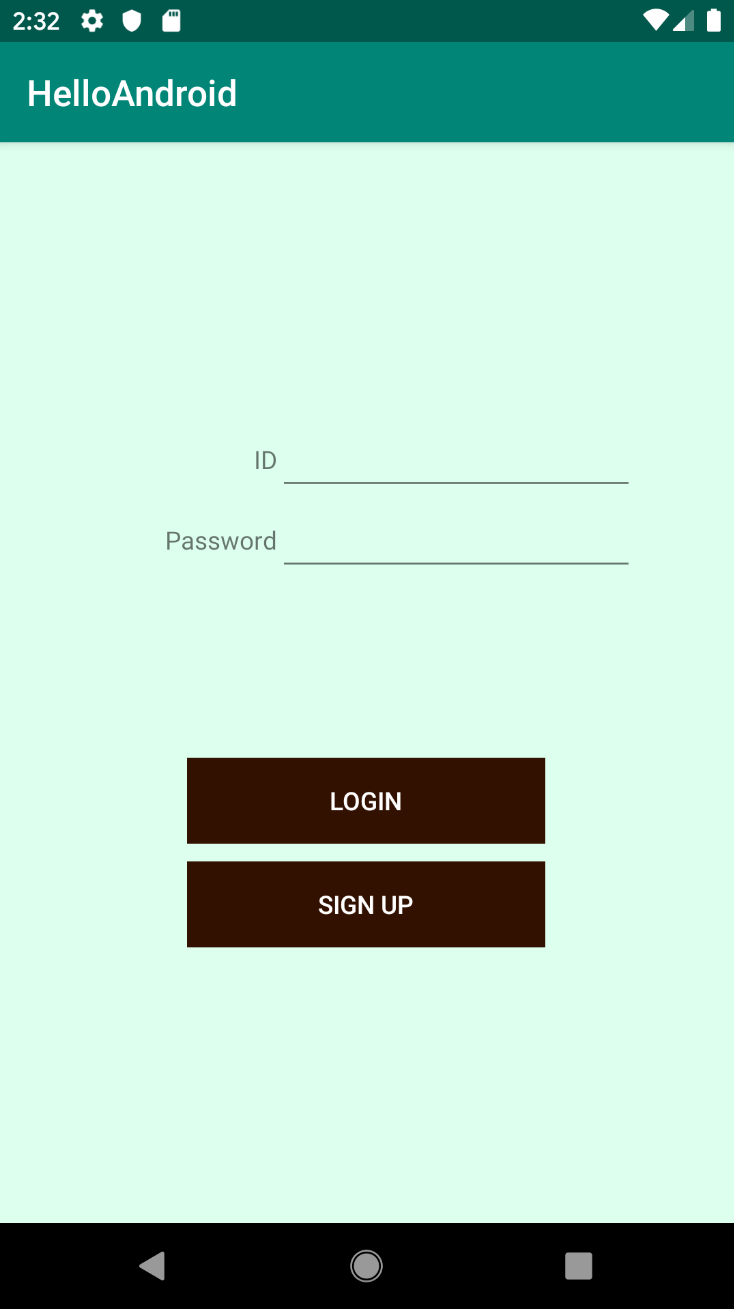 2:32
HelloAndroid
ID
Password
LOGIN
SIGN UP